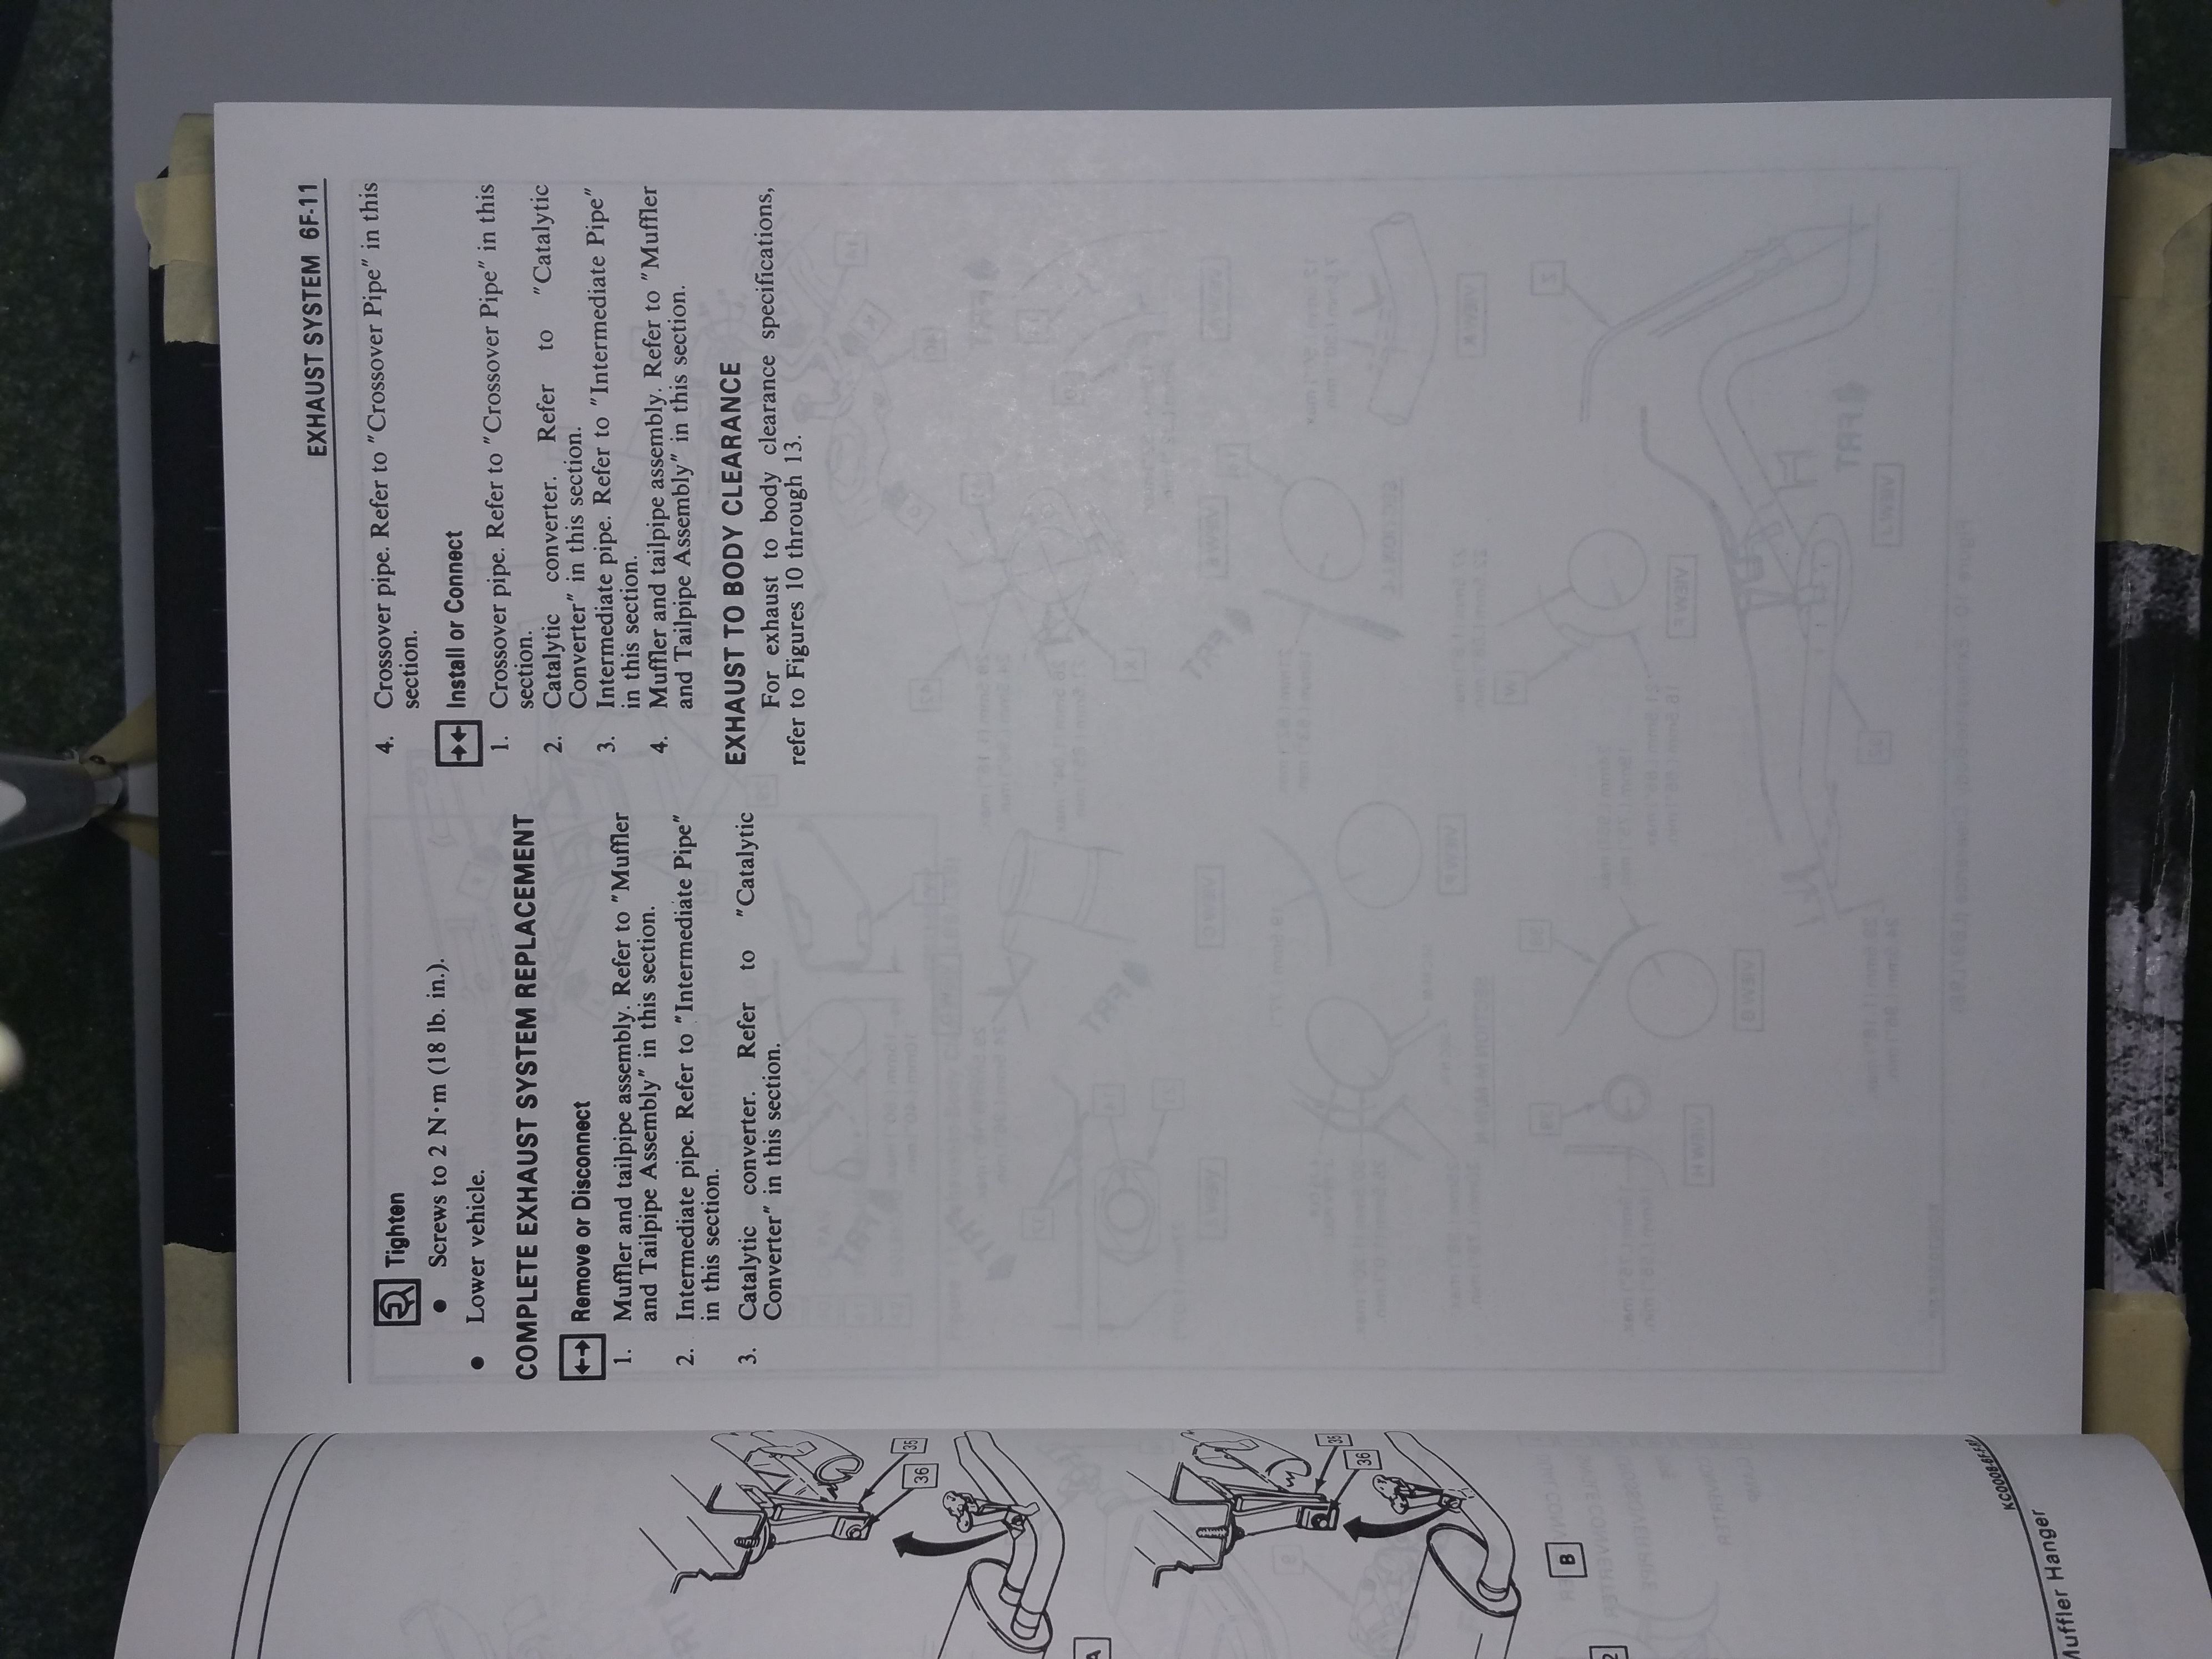 EXHAUST SYSTEM 6F-11
Tighten
• Screws to 2 N·m (18 lb. in.).
• Lower vehicle.
COMPLETE EXHAUST SYSTEM REPLACEMENT
Remove or Disconnect
1. Muffler and tailpipe assembly. Refer to "Muffler
and Tailpipe Assembly" in this section.
2. Intermediate pipe. Refer to "Intermediate Pipe"
in this section.
3. Catalytic converter. Refer to "Catalytic
Converter" in this section.
4. Crossover pipe. Refer to "Crossover Pipe" in this
section.
Install or Connect
1. Crossover pipe. Refer to "Crossover Pipe" in this
section.
2. Catalytic converter. Refer to "Catalytic
Converter" in this section.
3. Intermediate pipe. Refer to "Intermediate Pipe"
in this section.
4. Muffler and tailpipe assembly. Refer to "Muffler
and Tailpipe Assembly" in this section.
EXHAUST TO BODY CLEARANCE
For exhaust to body clearance specifications,
refer to Figures 10 through 13.
35
36
A
35
36
B
Muffler Hanger